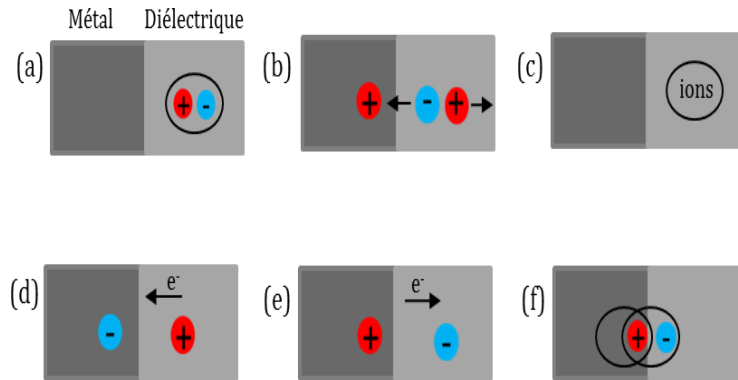 Métal Diélectrique
(a) + -
(b) + - +
(c) ions
(d) - e⁻ +
(e) + e⁻ -
(f) + -